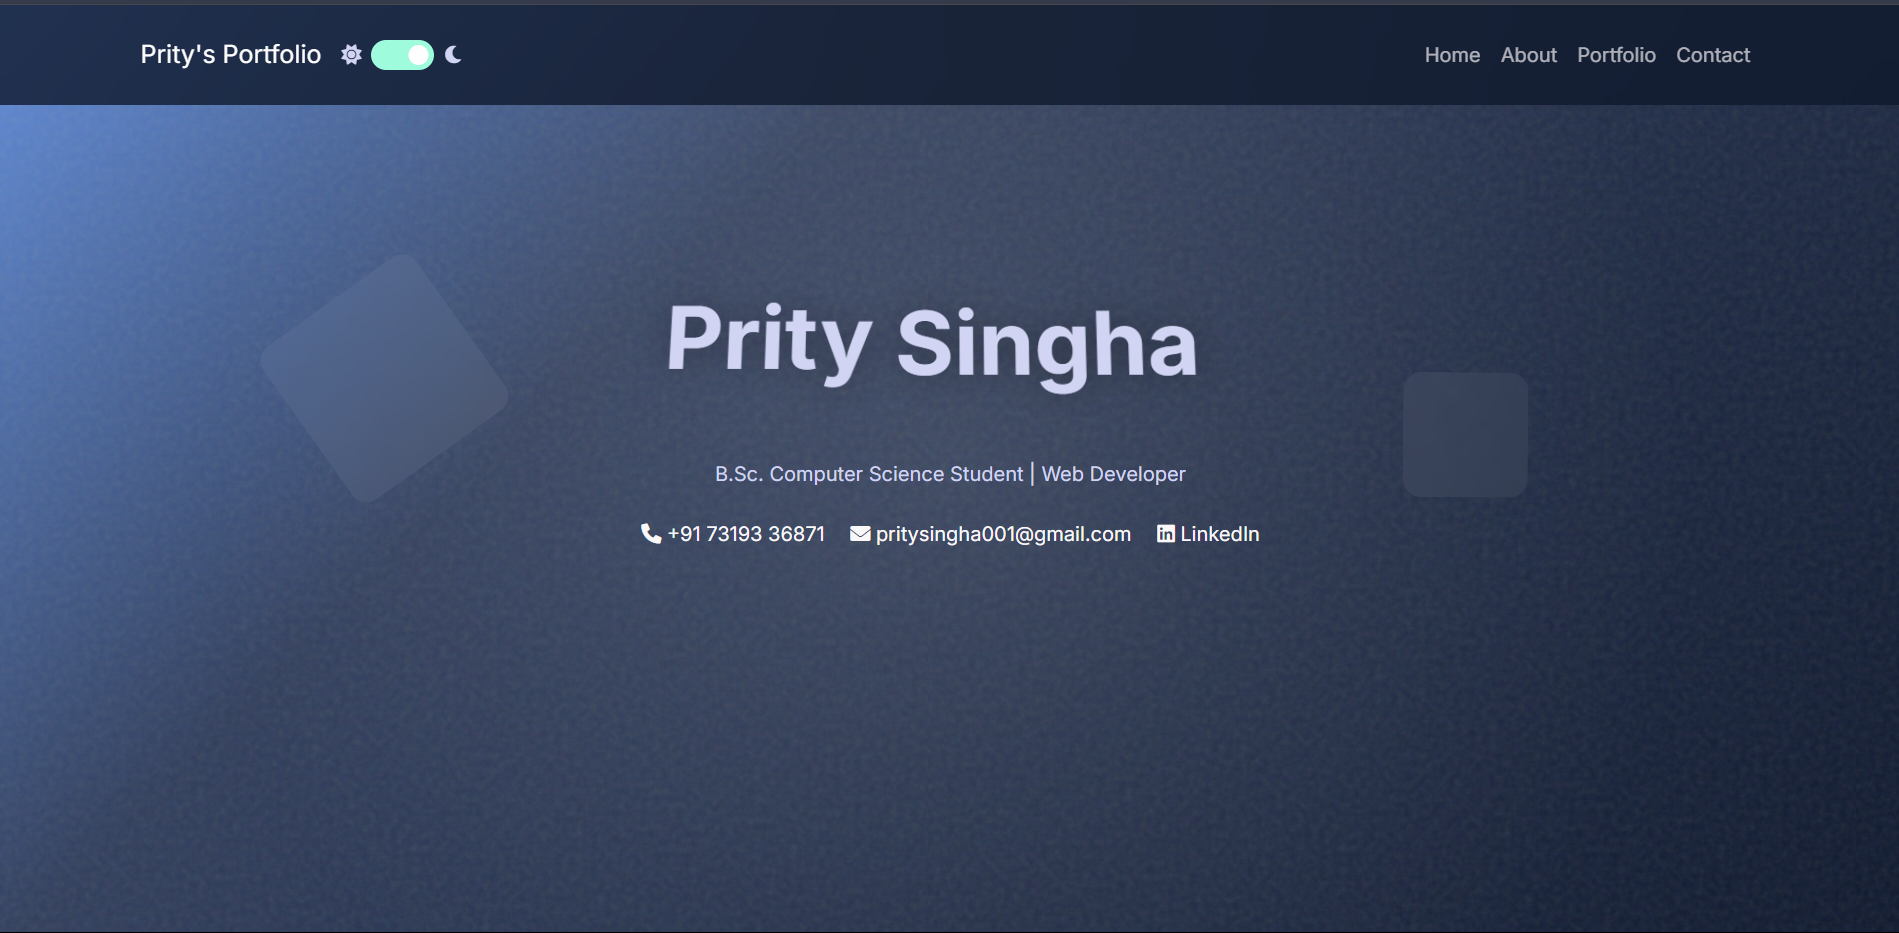 Prity's Portfolio
Home About Portfolio Contact
Prity Singha
B.Sc. Computer Science Student | Web Developer
+91 73193 36871 pritysingha001@gmail.com LinkedIn